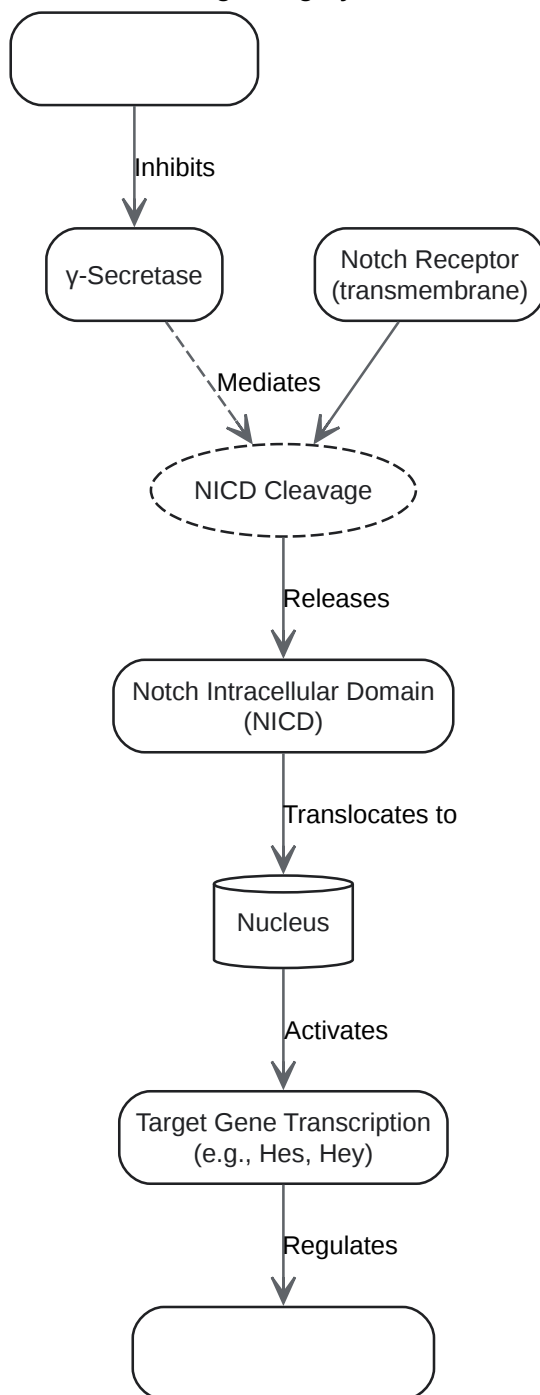 Inhibits
γ-Secretase
Notch Receptor
(transmembrane)
Mediates
NICD Cleavage
Releases
Notch Intracellular Domain
(NICD)
Translocates to
Nucleus
Activates
Target Gene Transcription
(e.g., Hes, Hey)
Regulates